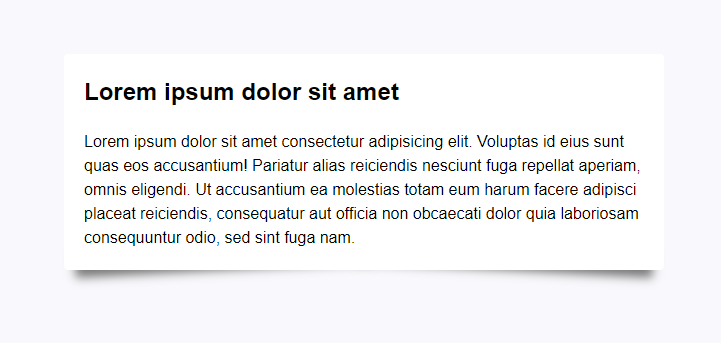 Lorem ipsum dolor sit amet
Lorem ipsum dolor sit amet consectetur adipisicing elit. Voluptas id eius sunt
quas eos accusantium! Pariatur alias reiciendis nesciunt fuga repellat aperiam,
omnis eligendi. Ut accusantium ea molestias totam eum harum facere adipisci
placeat reiciendis, consequatur aut officia non obcaecati dolor quia laboriosam
consequuntur odio, sed sint fuga nam.